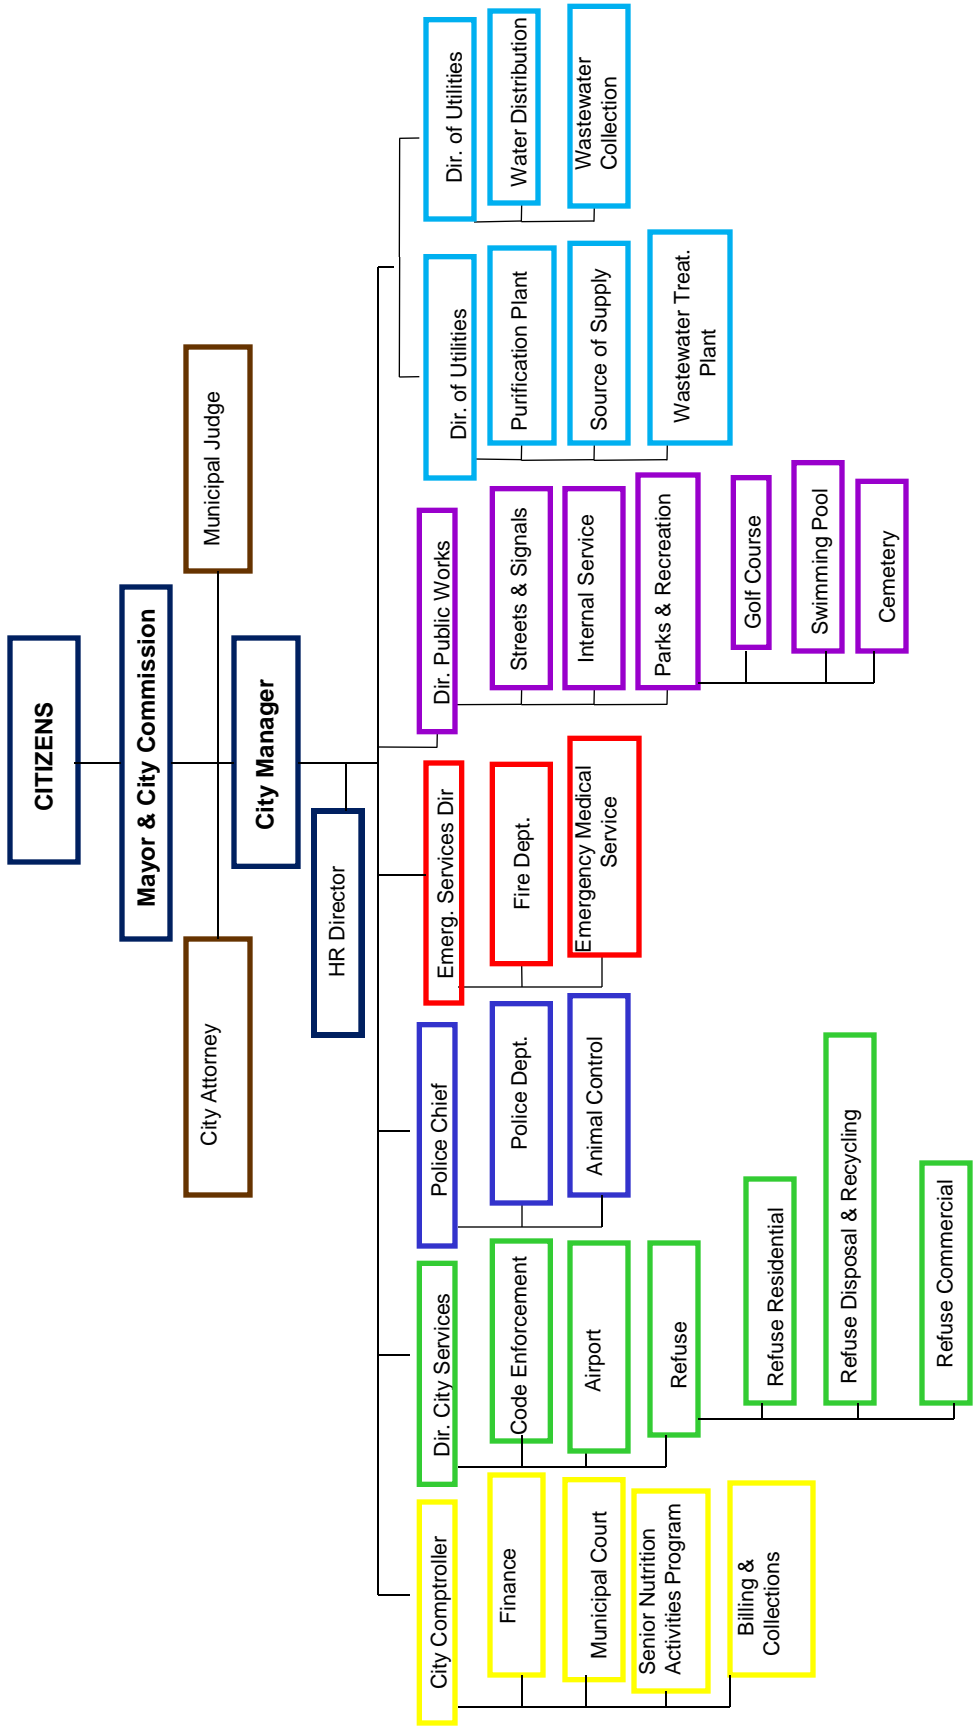 CITIZENS
Mayor & City Commission
City Attorney
Municipal Judge
City Manager
HR Director
City Comptroller
Finance
Municipal Court
Senior Nutrition
Activities Program
Billing &
Collections
Dir. City Services
Code Enforcement
Airport
Refuse
Refuse Residential
Refuse Disposal & Recycling
Refuse Commercial
Police Chief
Police Dept.
Animal Control
Emerg. Services Dir
Fire Dept.
Emergency Medical
Service
Dir. Public Works
Streets & Signals
Internal Service
Parks & Recreation
Golf Course
Swimming Pool
Cemetery
Dir. of Utilities
Purification Plant
Source of Supply
Wastewater Treat.
Plant
Dir. of Utilities
Water Distribution
Wastewater
Collection